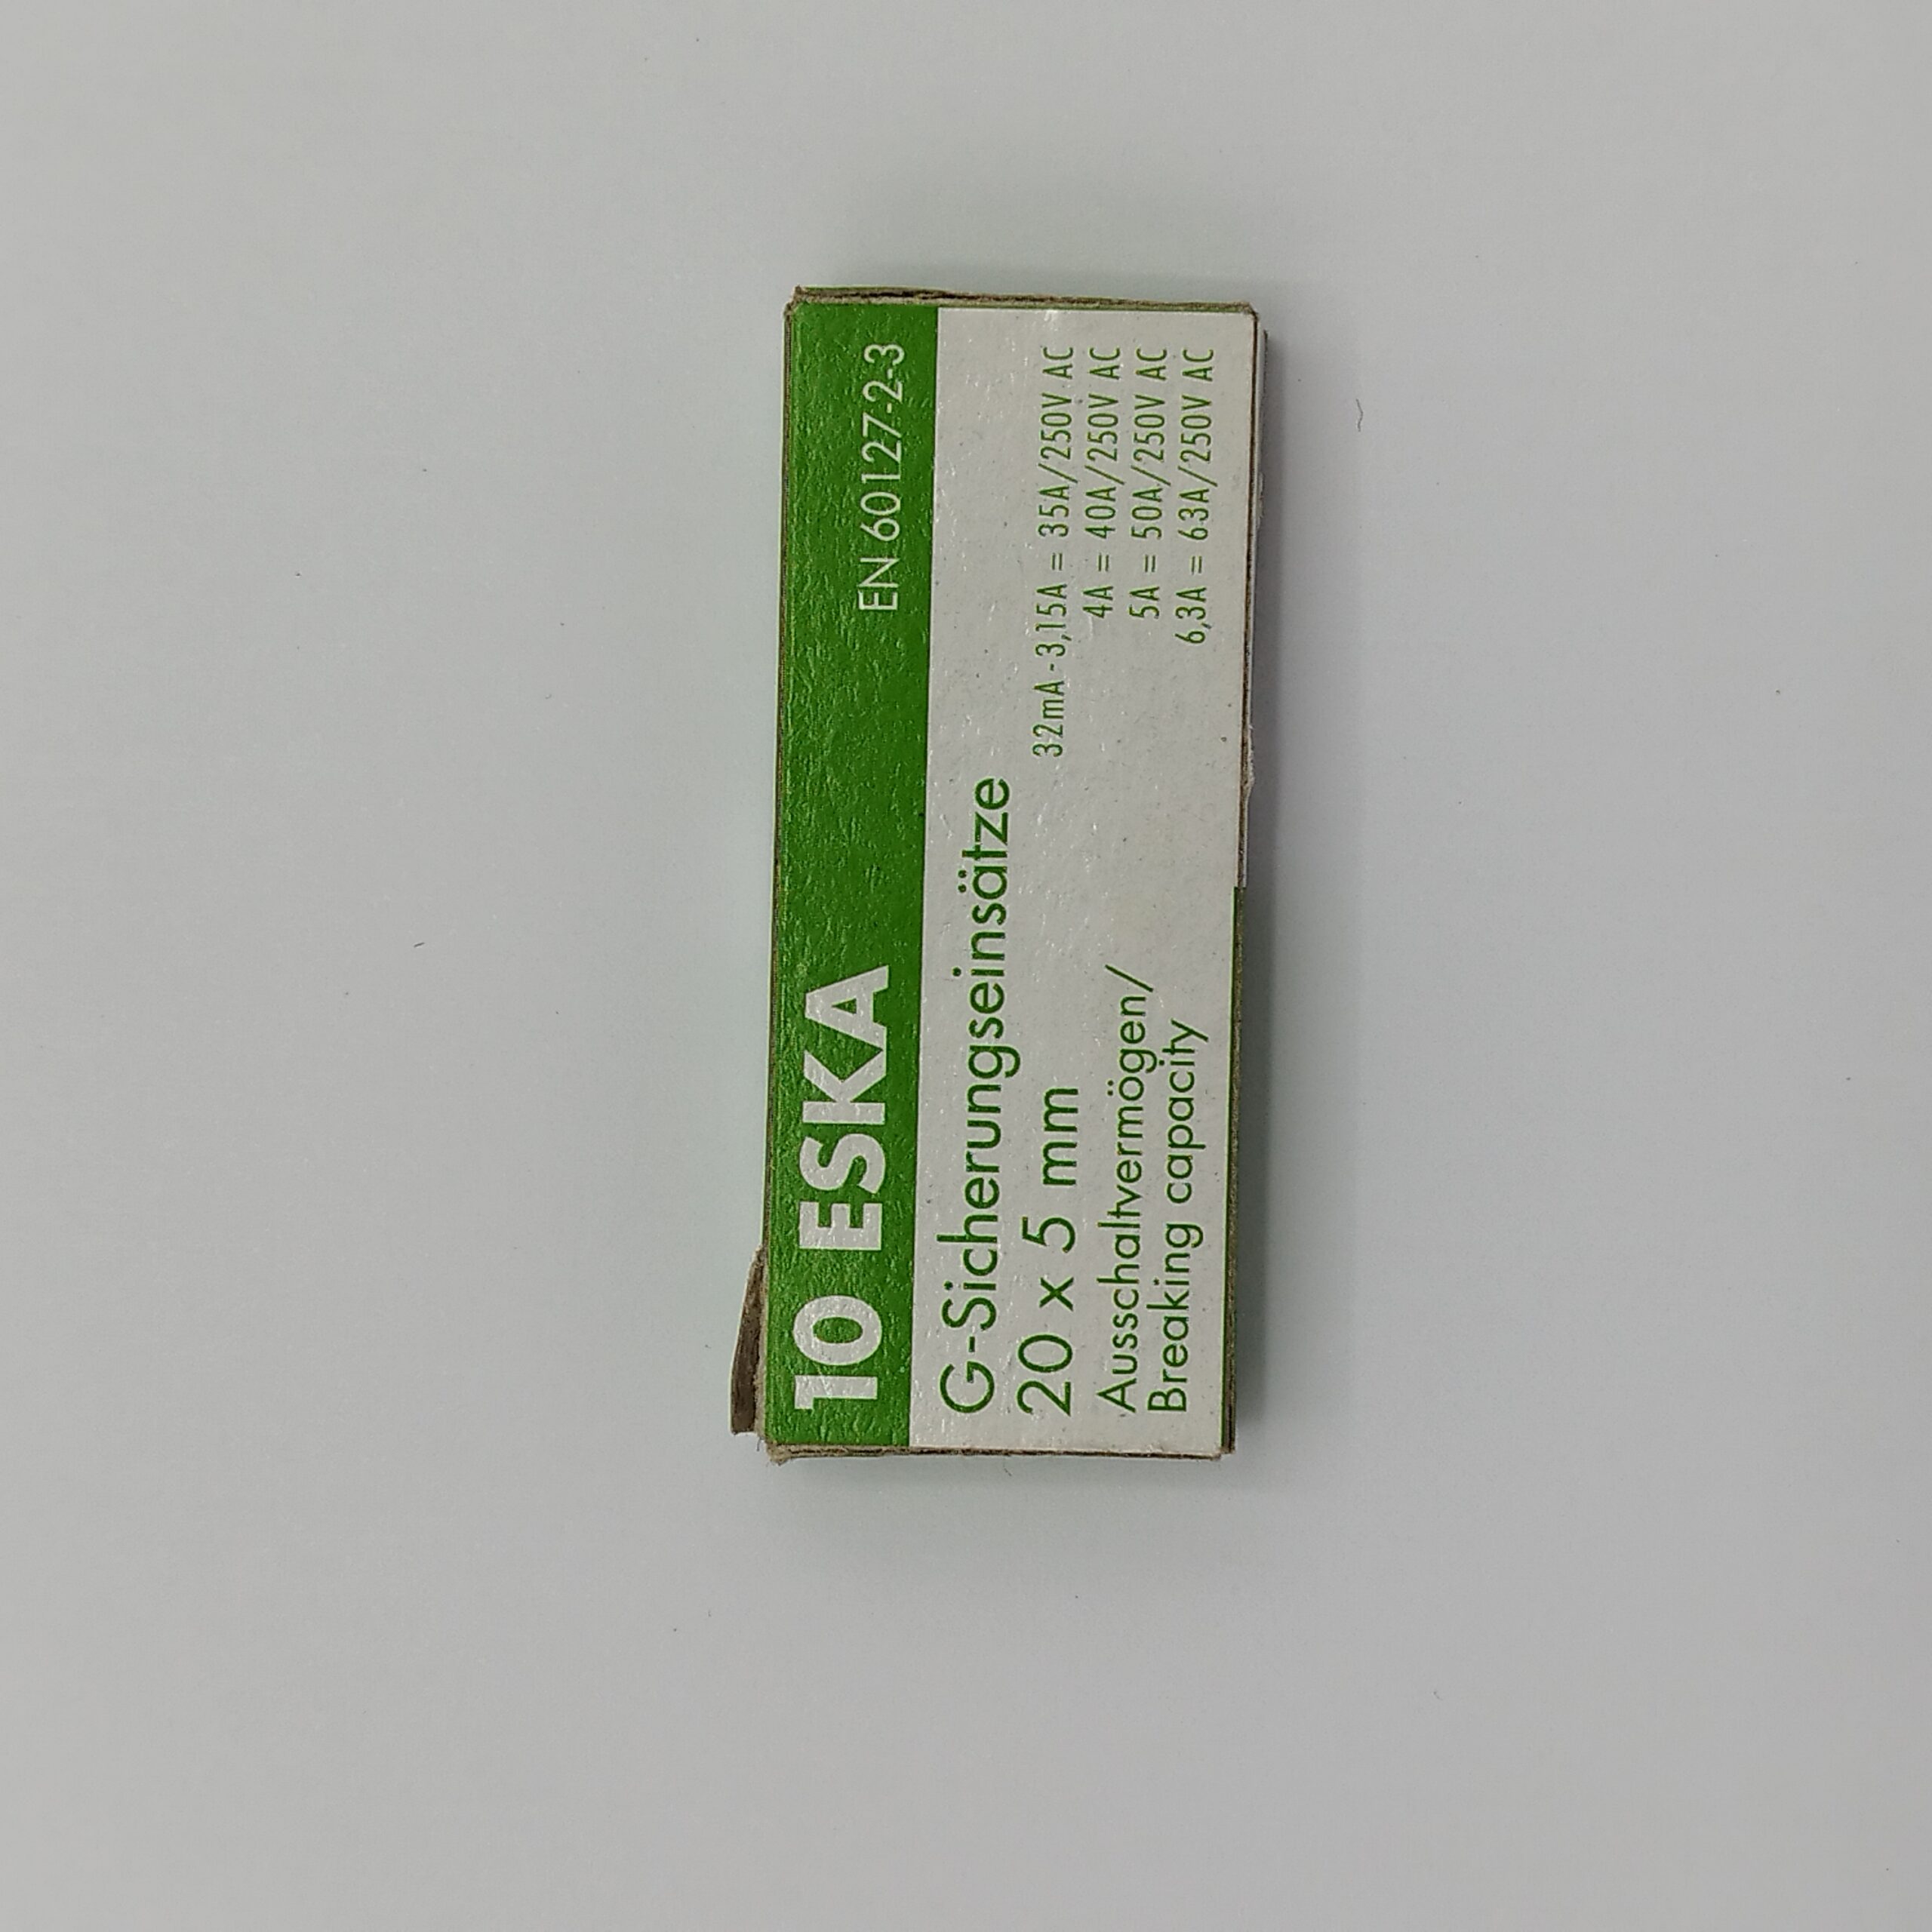 10 ESKA
EN 60127-2-3
G-Sicherungseinsätze
20 x 5 mm
Ausschaltvermögen/
Breaking capacity
32mA - 3,15A = 35A/250V AC
4A = 40A/250V AC
5A = 50A/250V AC
6,3A = 63A/250V AC